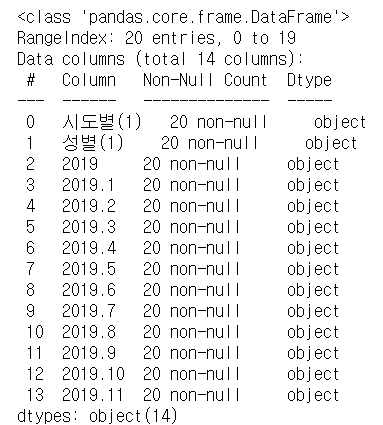 <class 'pandas.core.frame.DataFrame'>
RangeIndex: 20 entries, 0 to 19
Data columns (total 14 columns):
 #   Column   Non-Null Count  Dtype
---  ------   --------------  -----
 0   시도별(1)   20 non-null     object
 1   성별(1)    20 non-null     object
 2   2019     20 non-null     object
 3   2019.1   20 non-null     object
 4   2019.2   20 non-null     object
 5   2019.3   20 non-null     object
 6   2019.4   20 non-null     object
 7   2019.5   20 non-null     object
 8   2019.6   20 non-null     object
 9   2019.7   20 non-null     object
 10  2019.8   20 non-null     object
 11  2019.9   20 non-null     object
 12  2019.10  20 non-null     object
 13  2019.11  20 non-null     object
dtypes: object(14)